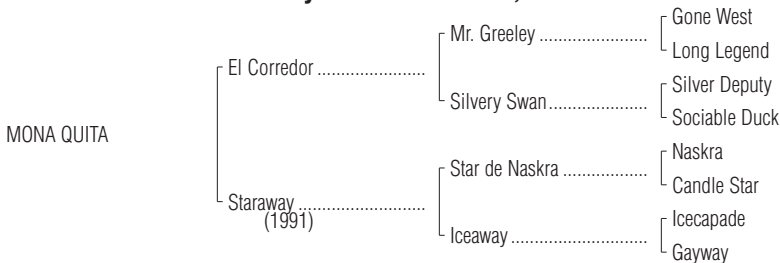 Gone West
Mr. Greeley ......................
Long Legend
El Corredor ......................
Silver Deputy
Silvery Swan.....................
Sociable Duck
MONA QUITA
Naskra
Star de Naskra ..................
Candle Star
Staraway ..........................
(1991)
Icecapade
Iceaway ............................
Gayway